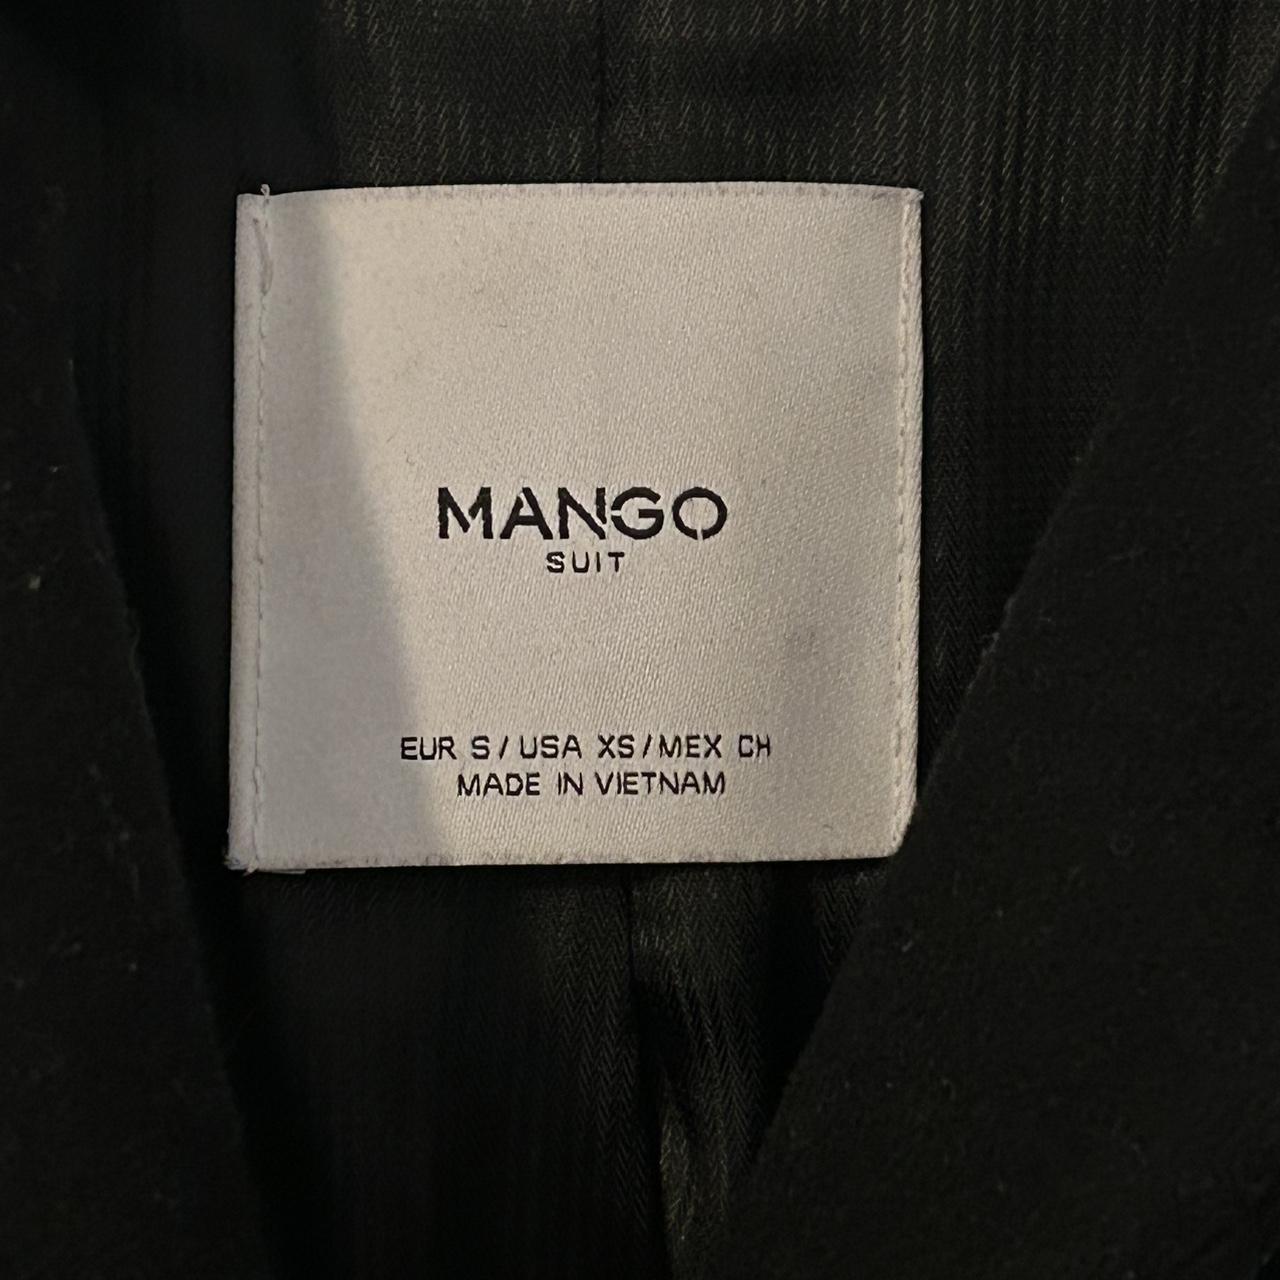 MANGO
SUIT
EUR S/USA XS/MEX CH
MADE IN VIETNAM